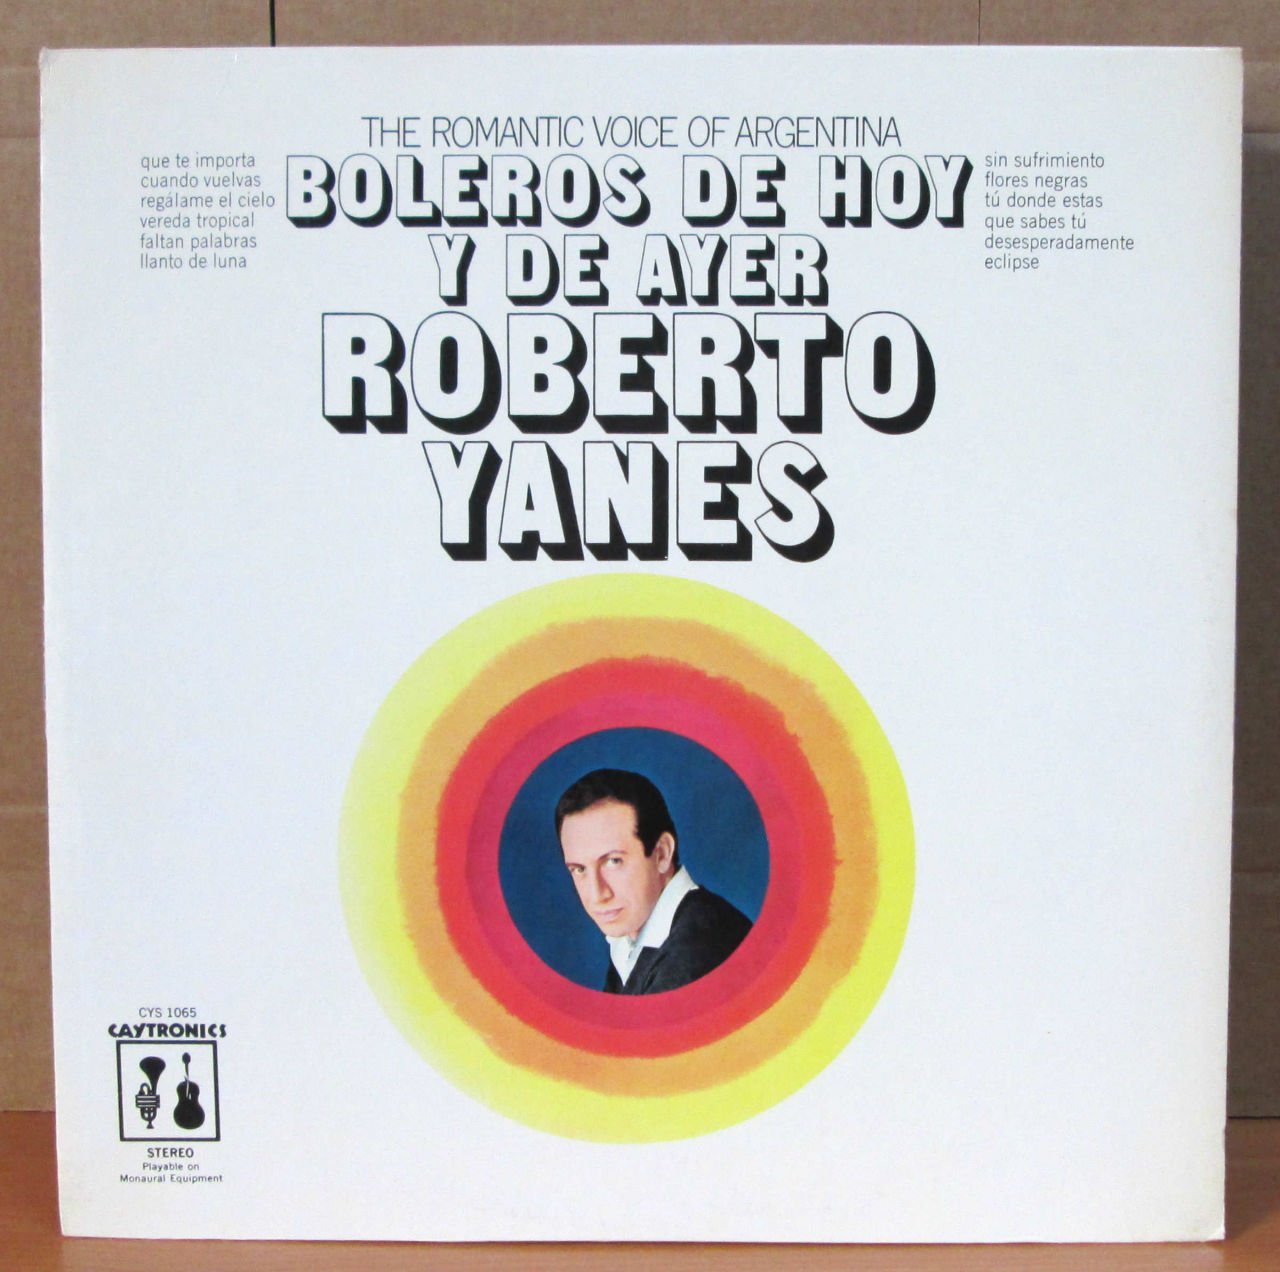 THE ROMANTIC VOICE OF ARGENTINA
BOLEROS DE HOY
Y DE AYER
ROBERTO
YANES
que te importa
cuando vuelvas
regálame el cielo
vereda tropical
faltan palabras
llanto de luna
sin sufrimiento
flores negras
tú donde estas
que sabes tú
desesperadamente
eclipse
CYS 1065
CAYTRONICS
STEREO
Playable on
Monaural Equipment